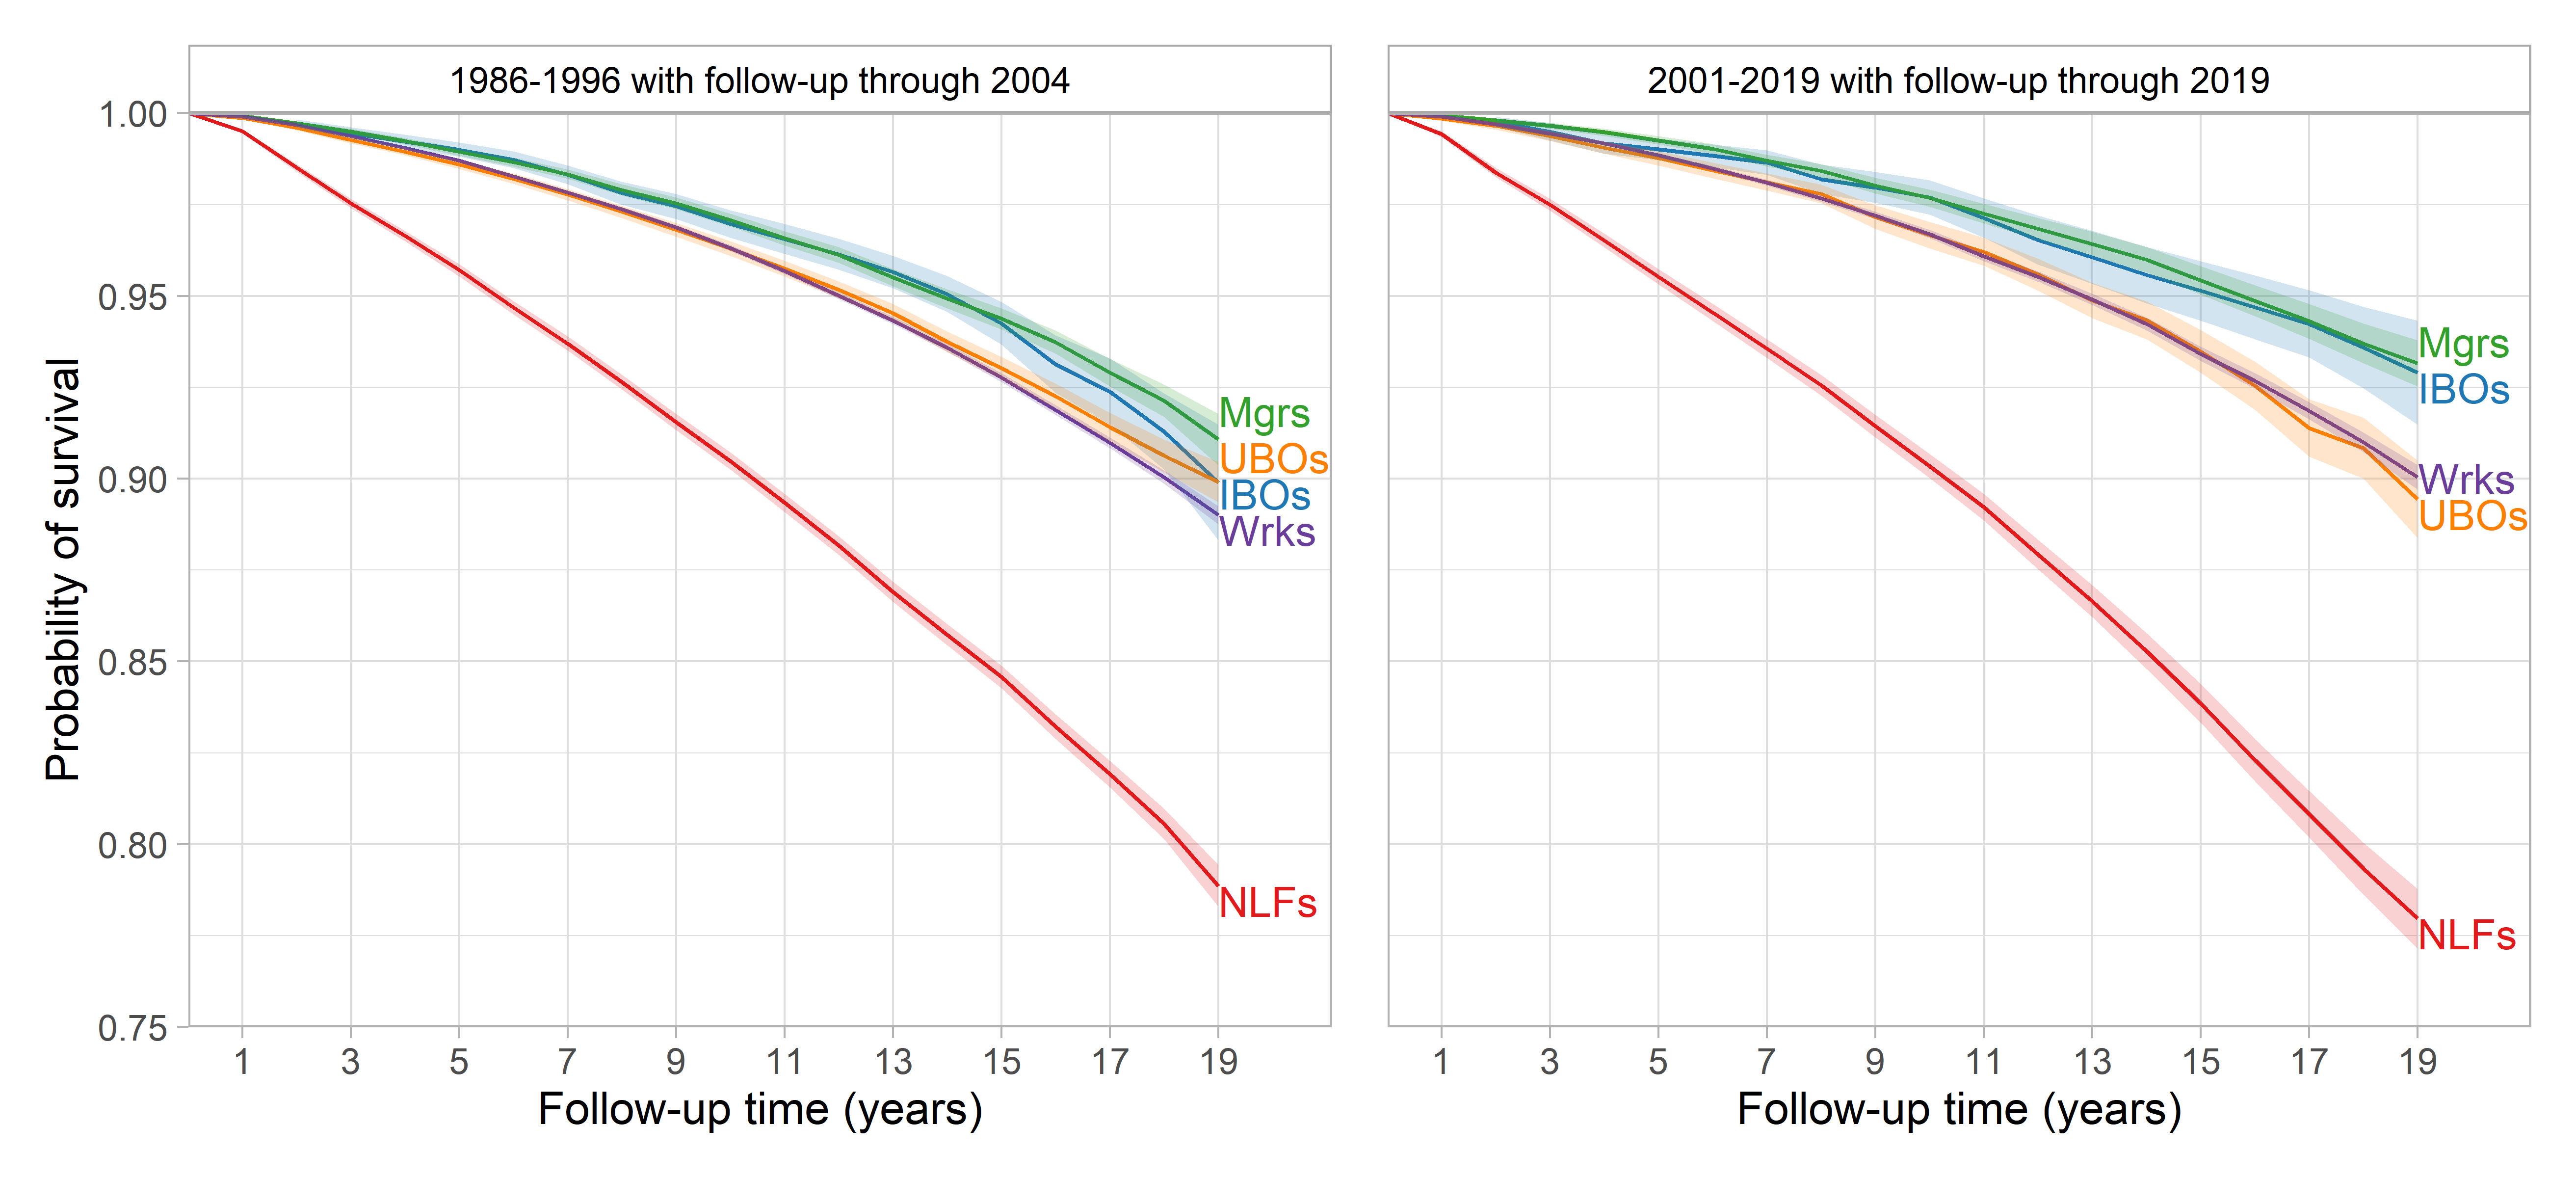 1986-1996 with follow-up through 2004
2001-2019 with follow-up through 2019
Probability of survival
1.00
0.95
0.90
0.85
0.80
0.75
Mgrs
UBOs
IBOs
Wrks
NLFs
Mgrs
IBOs
Wrks
UBOs
NLFs
1 3 5 7 9 11 13 15 17 19
1 3 5 7 9 11 13 15 17 19
Follow-up time (years)
Follow-up time (years)